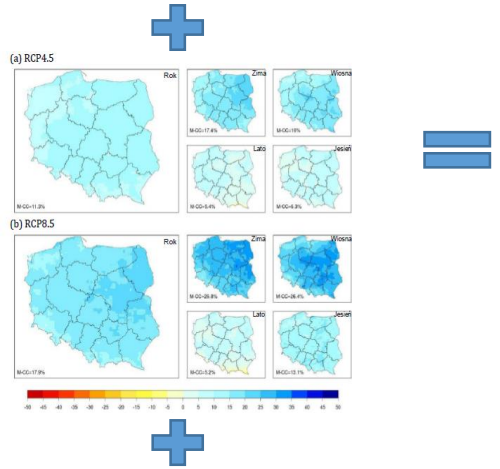 (a) RCP4.5
Rok
Zima
Wiosna
M-CC=17.4%
M-CC=16%
Lato
Jesień
M-CC=11.3%
M-CC=5.4%
M-CC=8.3%
(b) RCP8.5
Rok
Zima
Wiosna
M-CC=26.8%
M-CC=26.4%
Lato
Jesień
M-CC=17.9%
M-CC=5.2%
M-CC=13.1%
-50 -45 -40 -35 -30 -25 -20 -15 -10 -5 0 5 10 15 20 25 30 35 40 45 50